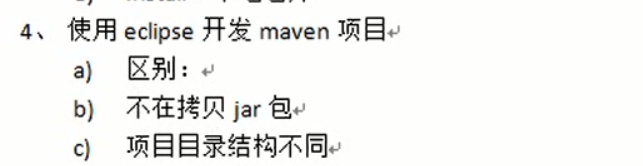 4、 使用 eclipse 开发 maven 项目
a) 区别：
b) 不在拷贝 jar 包
c) 项目目录结构不同